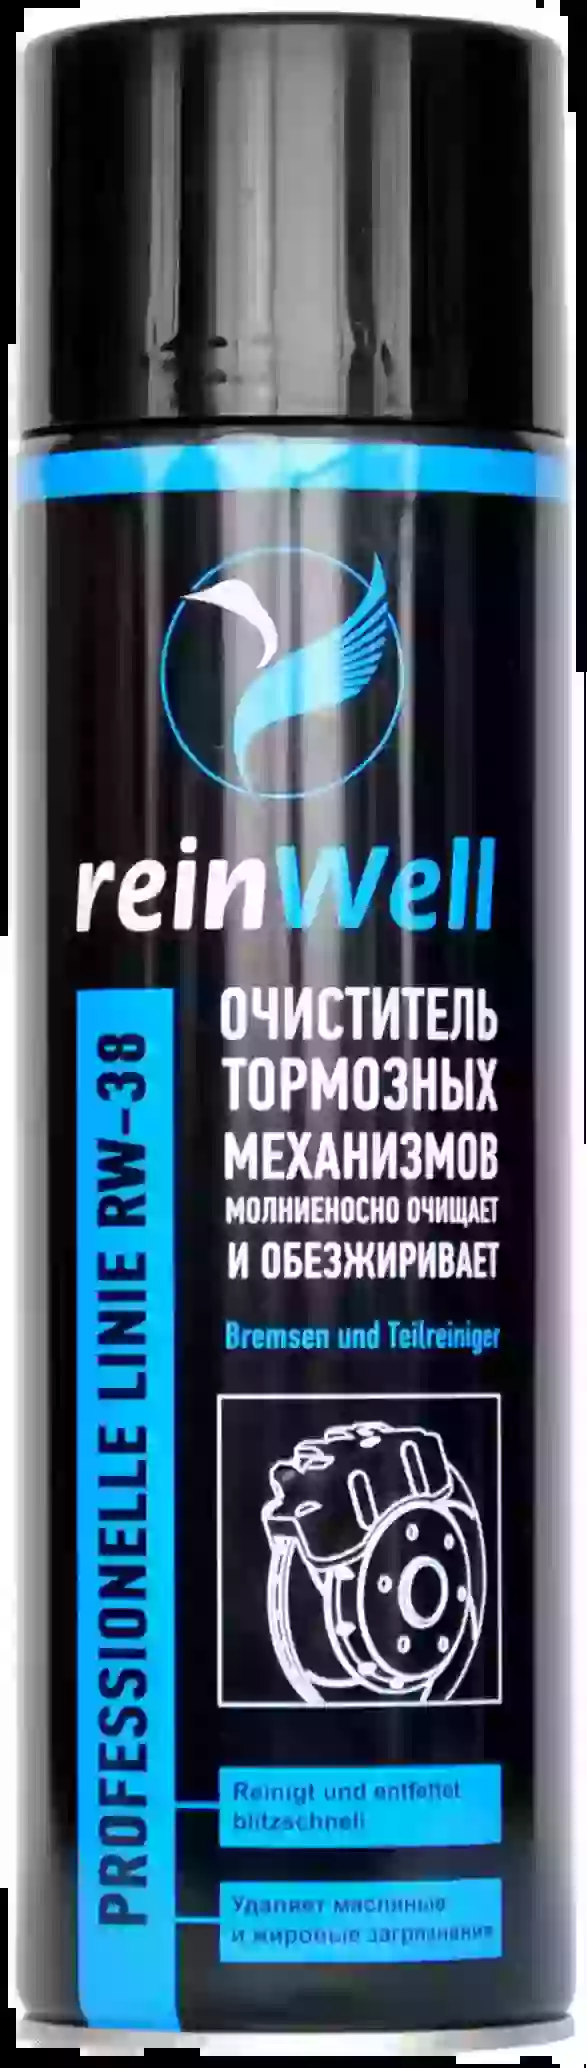 reinWell
PROFESSIONELLE LINIE RW-38
ОЧИСТИТЕЛЬ
ТОРМОЗНЫХ
МЕХАНИЗМОВ
МОЛНИЕНОСНО ОЧИЩАЕТ
И ОБЕЗЖИРИВАЕТ
Bremsen und Teilreiniger
Reinigt und entfettet
blitzschnell
Удаляет масляные
и жировые загрязнения